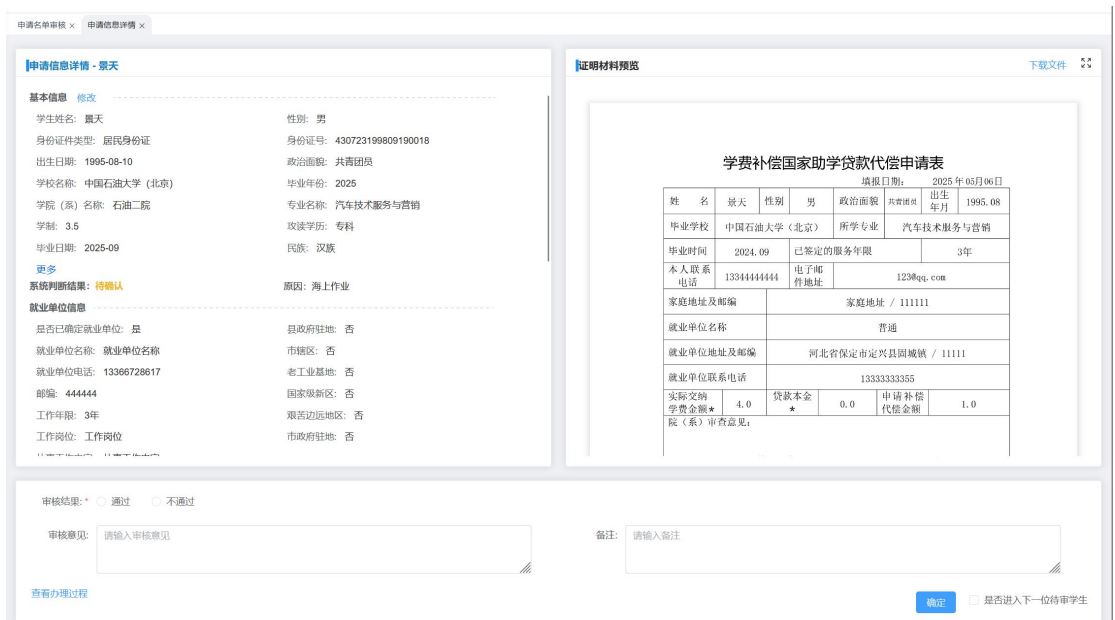 申请名单审核 × 申请信息详情 ×
申请信息详情 - 景天
基本信息 修改
学生姓名: 景天 性别: 男
身份证件类型: 居民身份证 身份证号: 430723199809190018
出生日期: 1995-08-10 政治面貌: 共青团员
学校名称: 中国石油大学（北京） 毕业年份: 2025
学院（系）名称: 石油二院 专业名称: 汽车技术服务与营销
学制: 3.5 攻读学历: 专科
毕业日期: 2025-09 民族: 汉族
更多
系统判断结果: 待确认 原因: 海上作业
就业单位信息
是否已确定就业单位: 是 县政府驻地: 否
就业单位名称: 就业单位名称 市辖区: 否
就业单位电话: 13366728617 老工业基地: 否
邮编: 444444 国家级新区: 否
工作年限: 3年 艰苦边远地区: 否
工作岗位: 工作岗位 市政府驻地: 否
证明材料预览 下载文件
学费补偿国家助学贷款代偿申请表
填报日期: 2025年05月06日
姓 名 景天 性别 男 政治面貌 共青团员 出生年月 1995.08
毕业学校 中国石油大学（北京） 所学专业 汽车技术服务与营销
毕业时间 2024.09 已签定的服务年限 3年
本人联系电话 13344444444 电子邮件地址 123@qq.com
家庭地址及邮编 家庭地址 / 111111
就业单位名称 普通
就业单位地址及邮编 河北省保定市定兴县固城镇 / 11111
就业单位联系电话 13333333355
实际交纳学费金额* 4.0 贷款本金* 0.0 申请补偿代偿金额 1.0
院（系）审查意见:
审核结果: * 通过 不通过
审核意见: 请输入审核意见 备注: 请输入备注
查看办理过程
确定 是否进入下一位待审学生